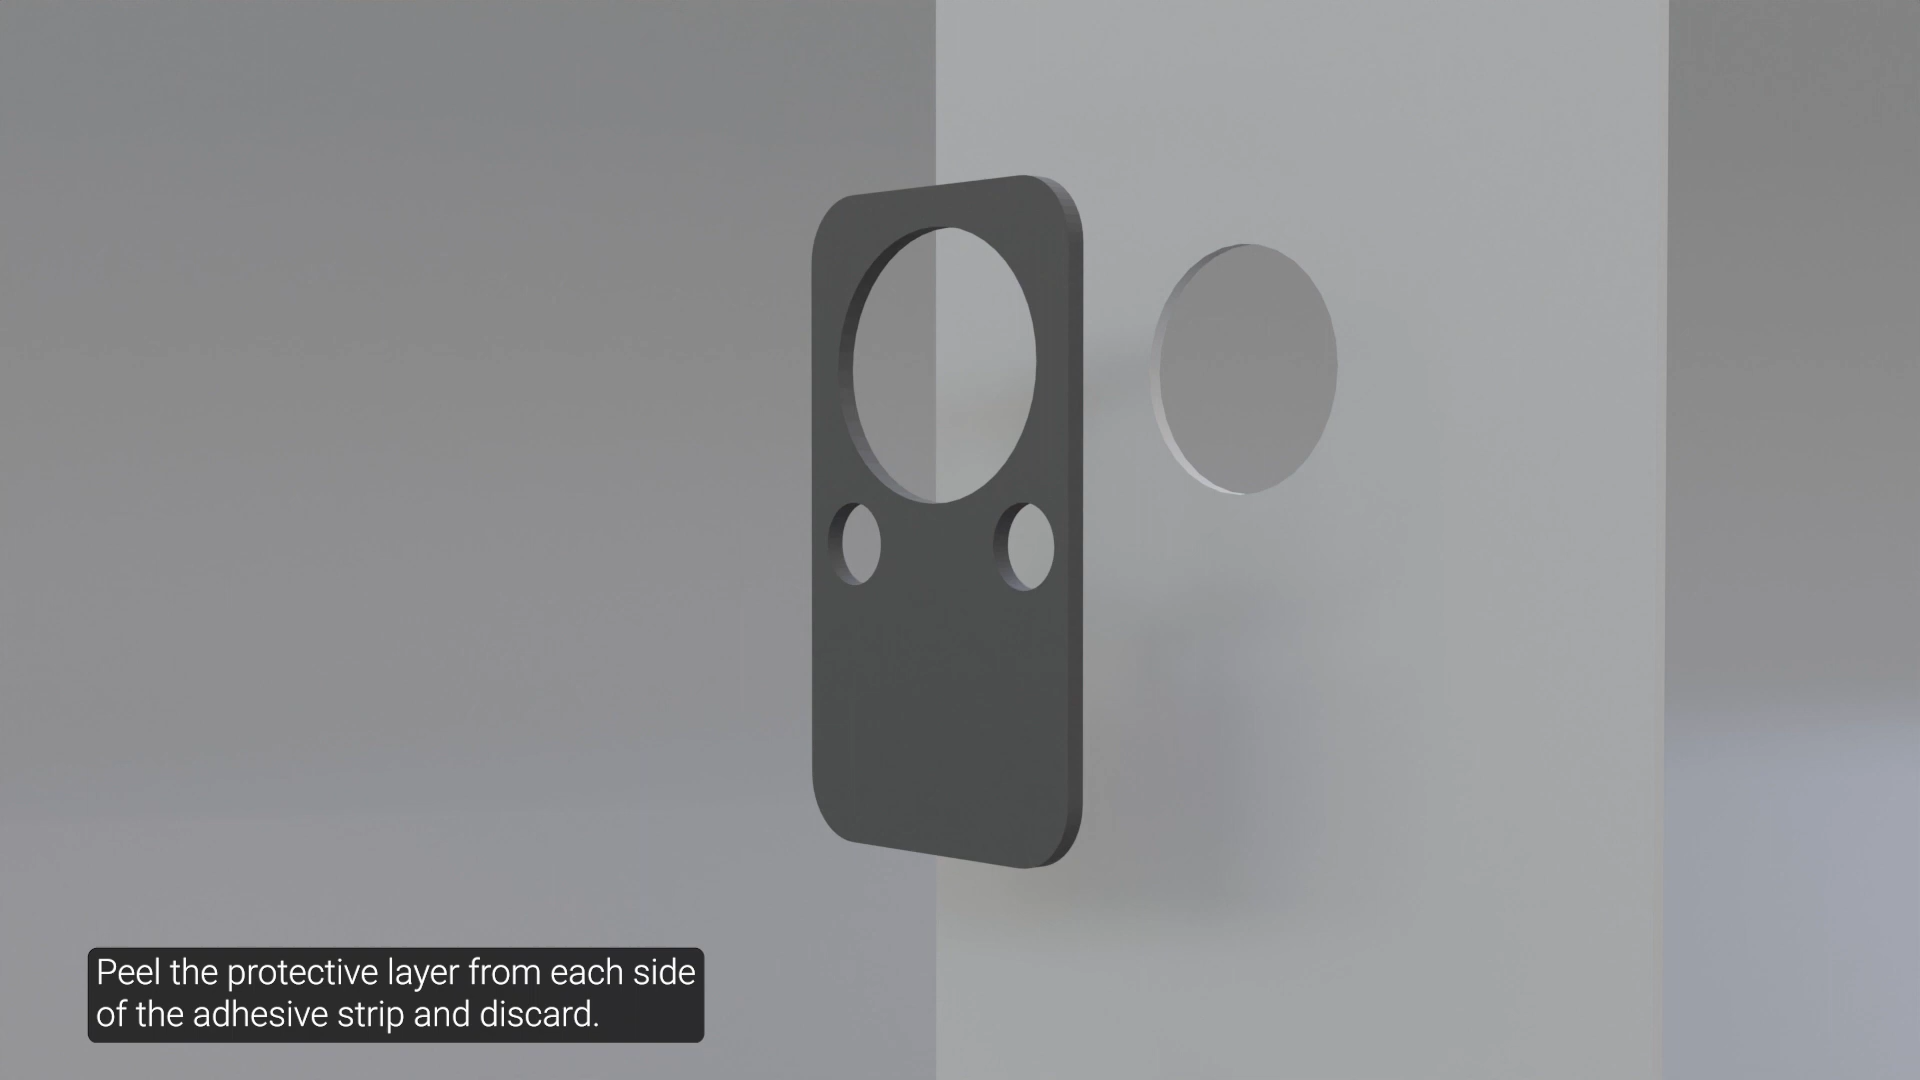 Peel the protective layer from each side
of the adhesive strip and discard.